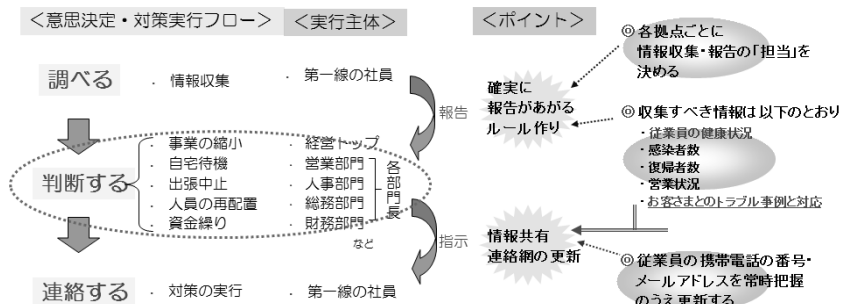 ＜意思決定・対策実行フロー＞
＜実行主体＞
＜ポイント＞
調べる
・ 情報収集
・ 第一線の社員
報告
確実に
報告があがる
ルール作り
◎各拠点ごとに
情報収集・報告の｢担当｣を
決める
◎収集すべき情報は以下のとおり
・従業員の健康状況
・感染者数
・復帰者数
・営業状況
・お客さまとのトラブル事例と対応
判断する
・ 事業の縮小
・ 自宅待機
・ 出張中止
・ 人員の再配置
・ 資金繰り
・ 経営トップ
・ 営業部門
・ 人事部門
・ 総務部門
・ 財務部門
など
各部門長
指示
情報共有
連絡網の更新
◎従業員の携帯電話の番号・
メールアドレスを常時把握
のうえ更新する
連絡する
・ 対策の実行
・ 第一線の社員